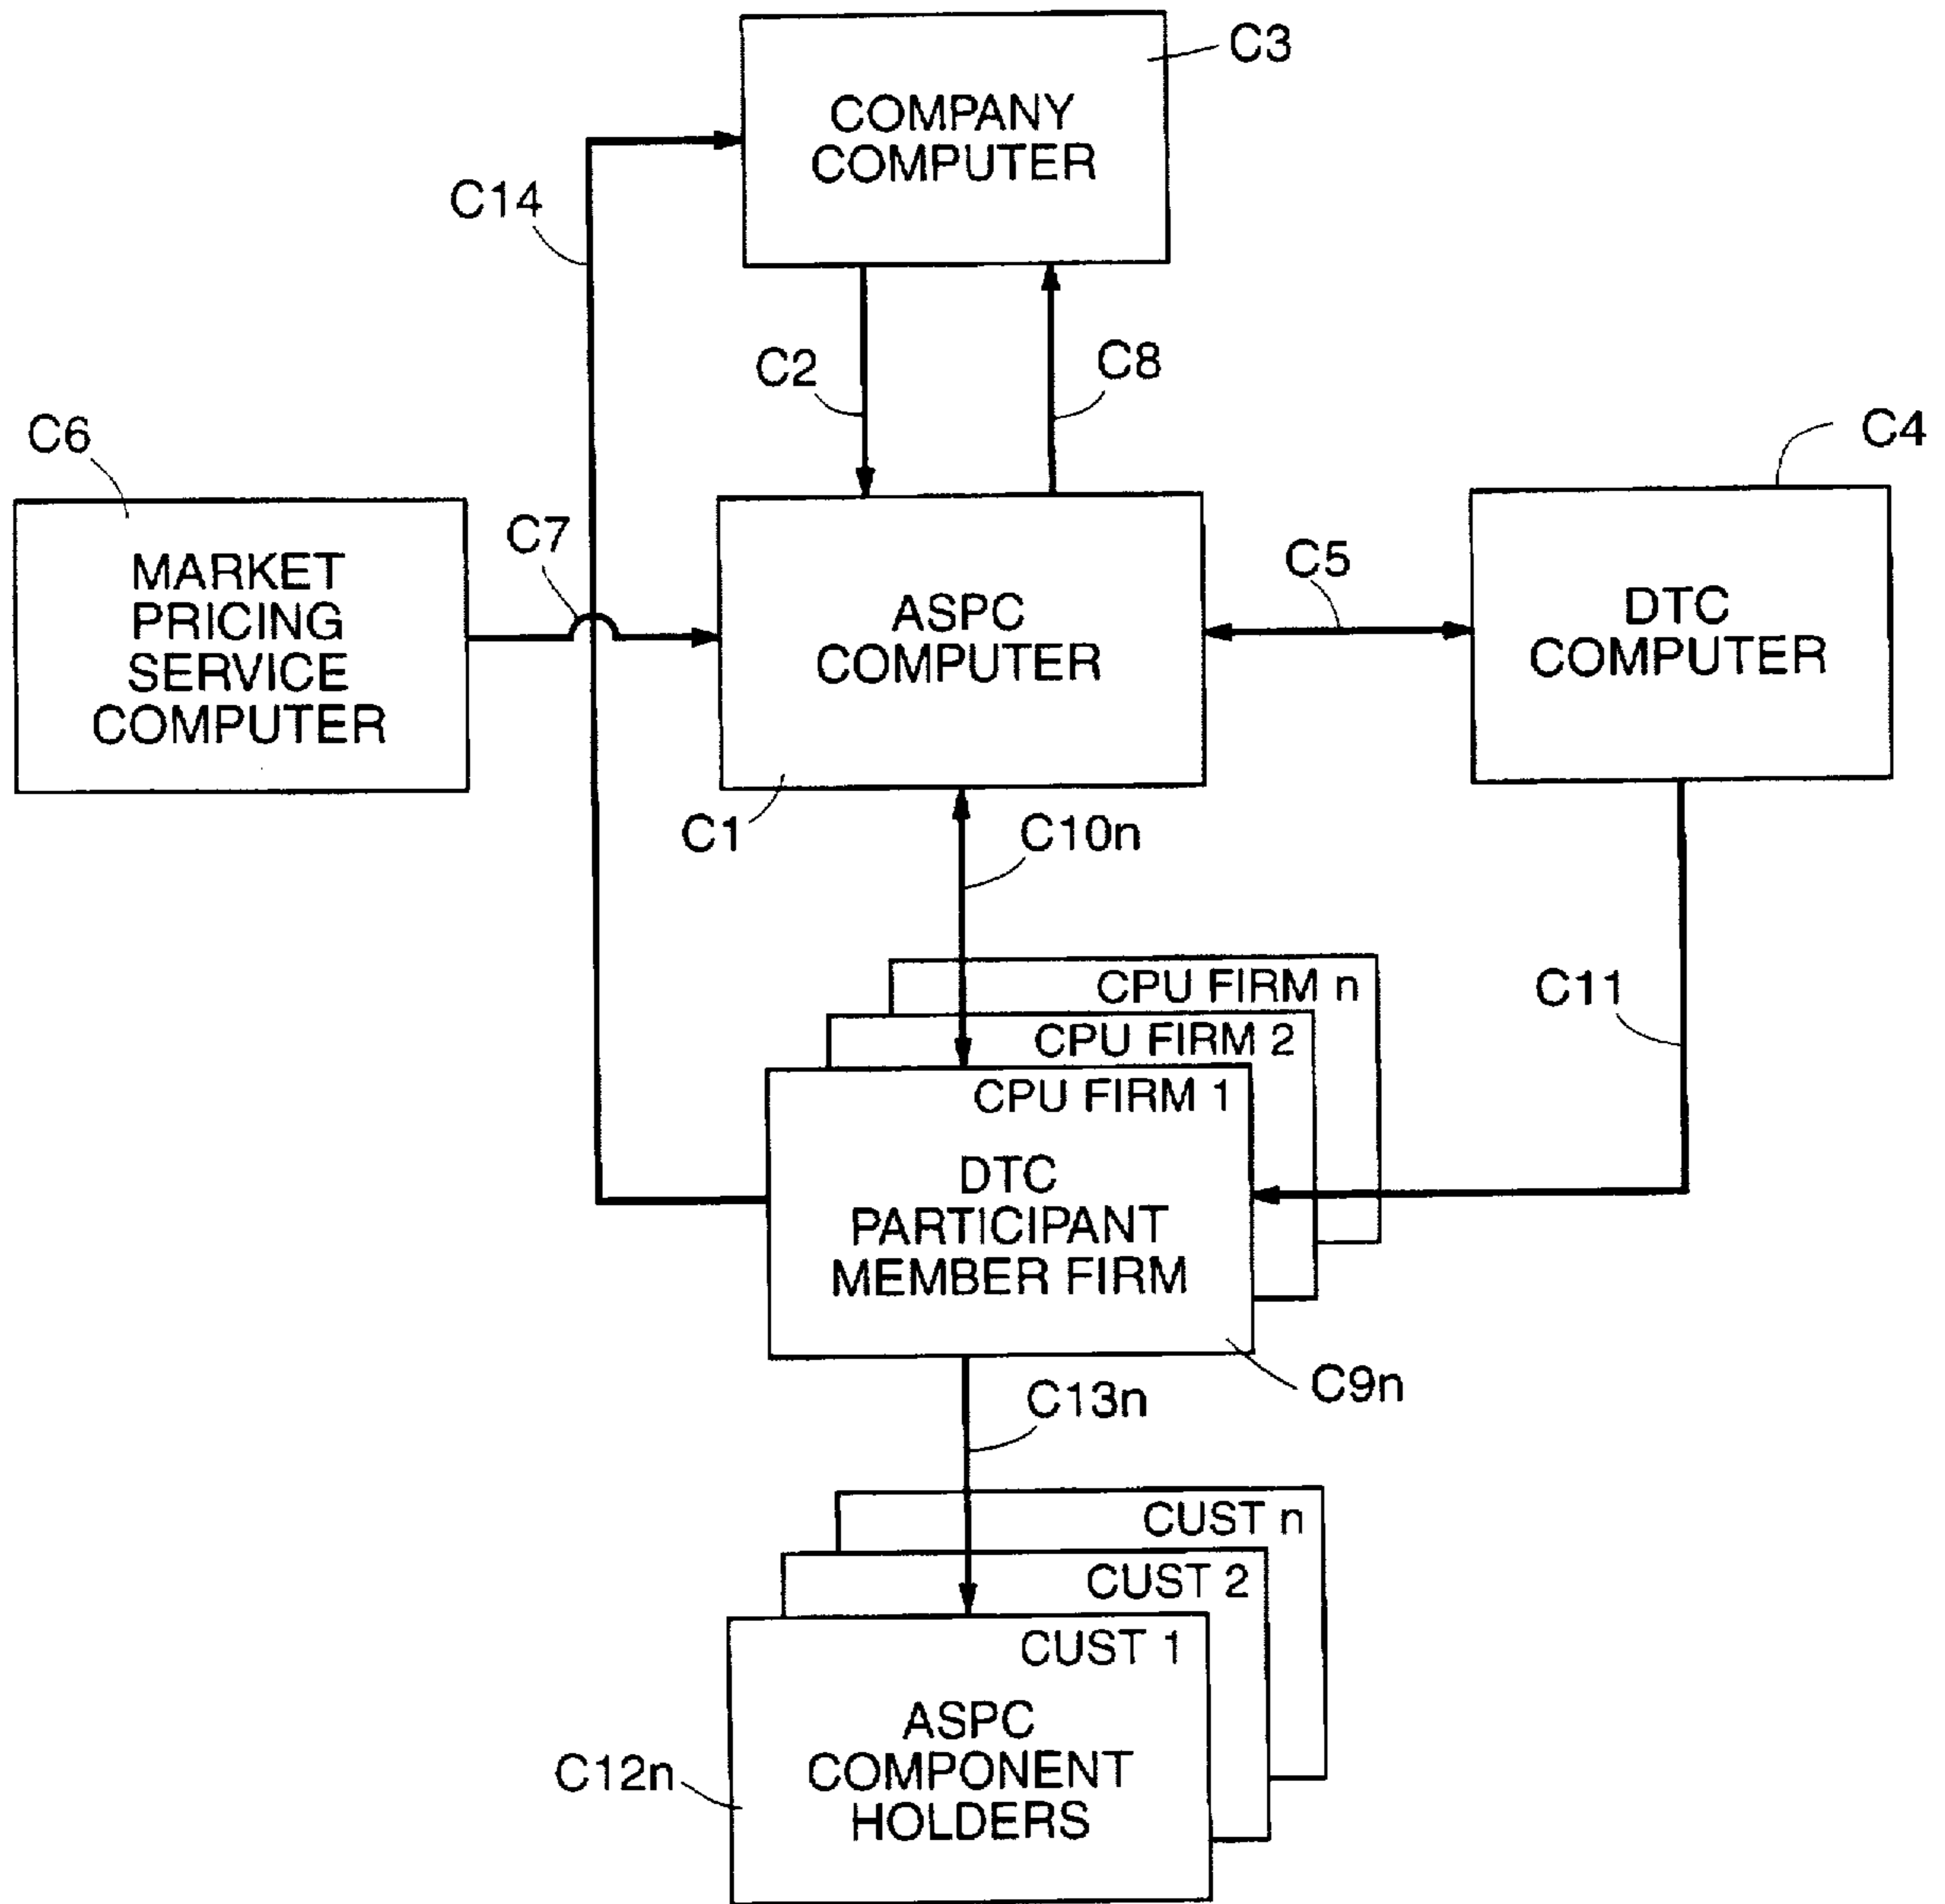 C3
COMPANY
COMPUTER
C14
C2
C8
C6
C4
MARKET
PRICING
SERVICE
COMPUTER
C7
ASPC
COMPUTER
C5
DTC
COMPUTER
C1
C10n
C11
CPU FIRM n
CPU FIRM 2
CPU FIRM 1
DTC
PARTICIPANT
MEMBER FIRM
C9n
C13n
CUST n
CUST 2
CUST 1
ASPC
COMPONENT
HOLDERS
C12n